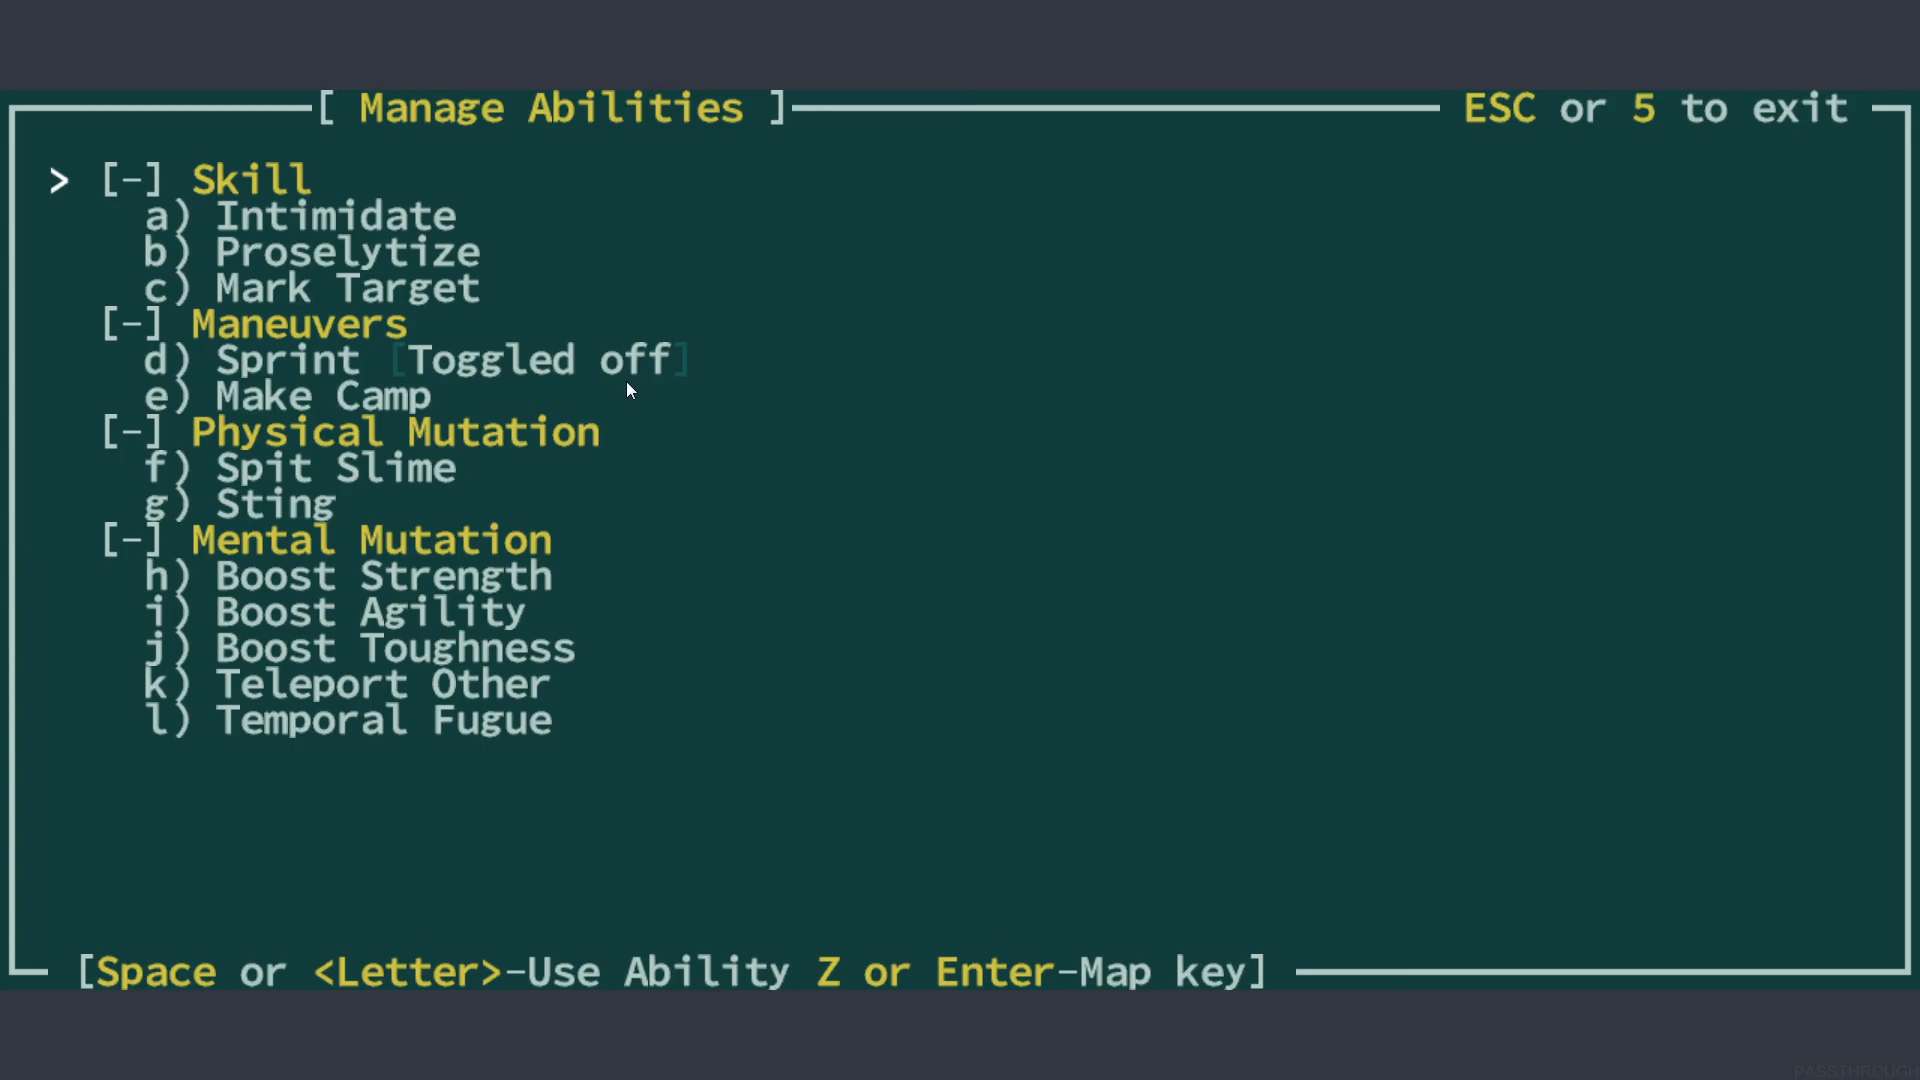 [ Manage Abilities ] ESC or 5 to exit
> [-] Skill
a) Intimidate
b) Proselytize
c) Mark Target
[-] Maneuvers
d) Sprint [Toggled off]
e) Make Camp
[-] Physical Mutation
f) Spit Slime
g) Sting
[-] Mental Mutation
h) Boost Strength
i) Boost Agility
j) Boost Toughness
k) Teleport Other
l) Temporal Fugue
[Space or <Letter>-Use Ability Z or Enter-Map key]
PASSTHROUGH